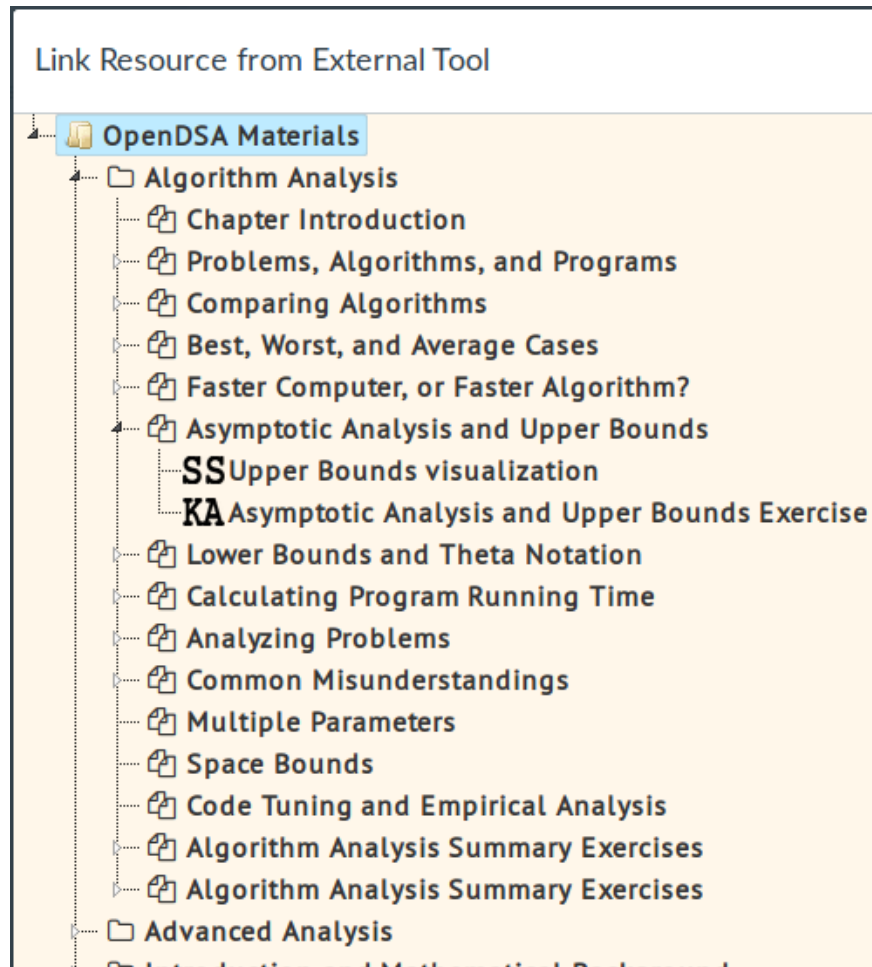 Link Resource from External Tool
OpenDSA Materials
Algorithm Analysis
Chapter Introduction
Problems, Algorithms, and Programs
Comparing Algorithms
Best, Worst, and Average Cases
Faster Computer, or Faster Algorithm?
Asymptotic Analysis and Upper Bounds
SS Upper Bounds visualization
KA Asymptotic Analysis and Upper Bounds Exercise
Lower Bounds and Theta Notation
Calculating Program Running Time
Analyzing Problems
Common Misunderstandings
Multiple Parameters
Space Bounds
Code Tuning and Empirical Analysis
Algorithm Analysis Summary Exercises
Algorithm Analysis Summary Exercises
Advanced Analysis